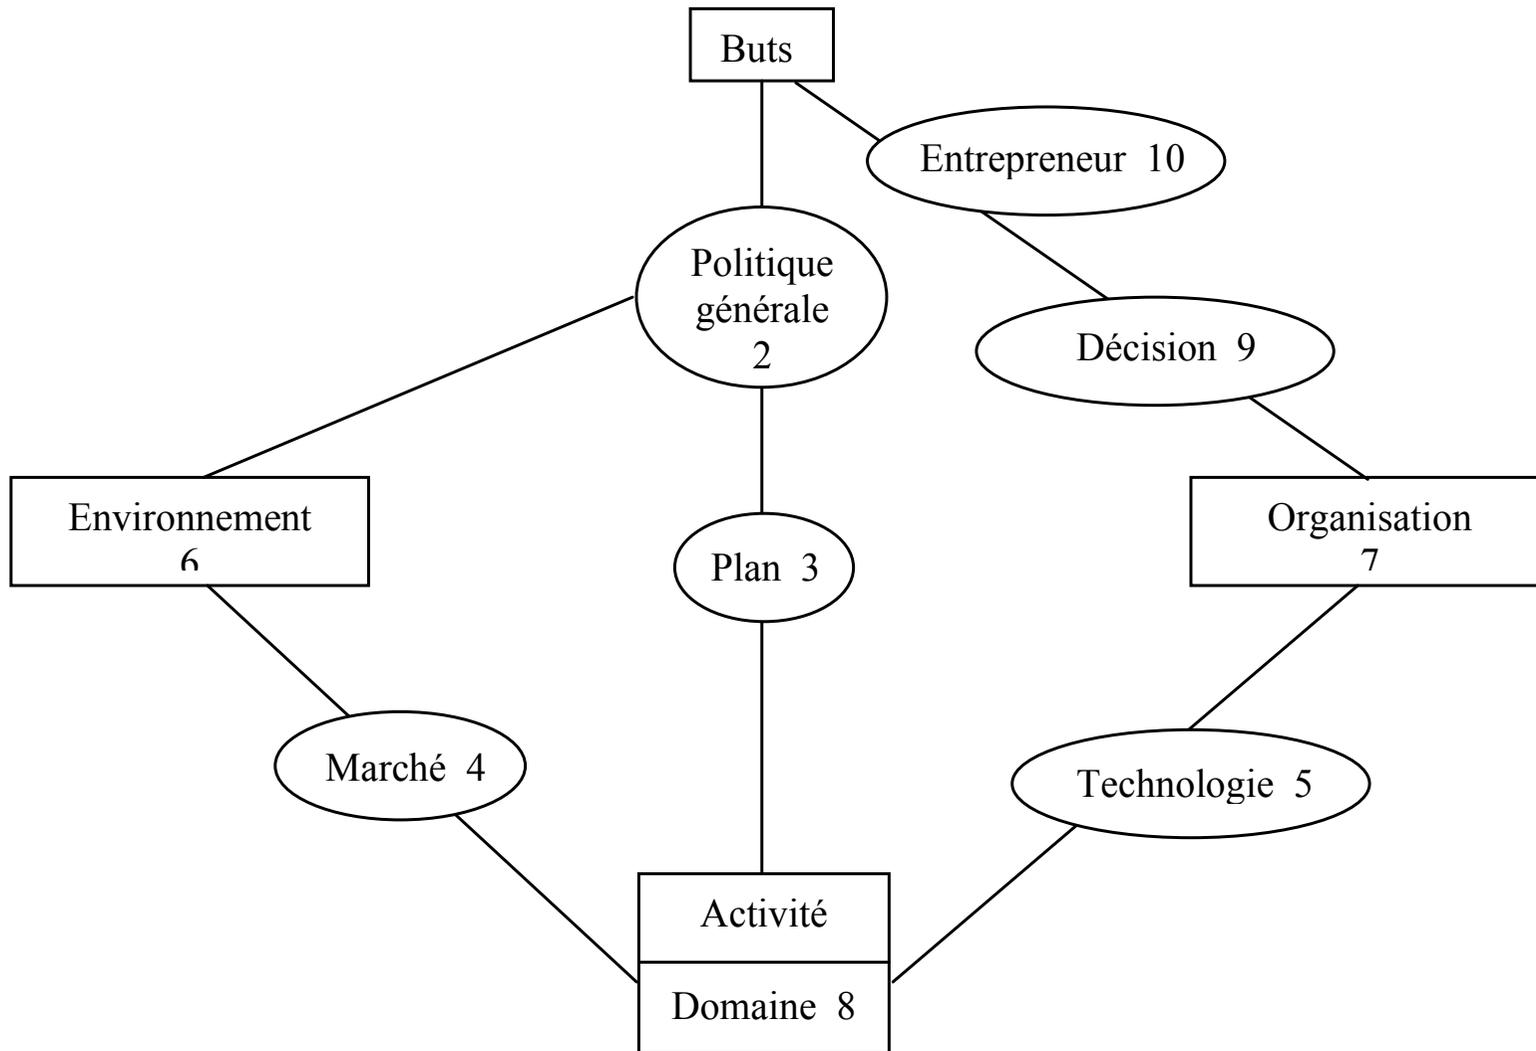 Buts
Entrepreneur 10
Politique
générale
2
Décision 9
Environnement
6
Organisation
7
Plan 3
Marché 4
Technologie 5
Activité
Domaine 8